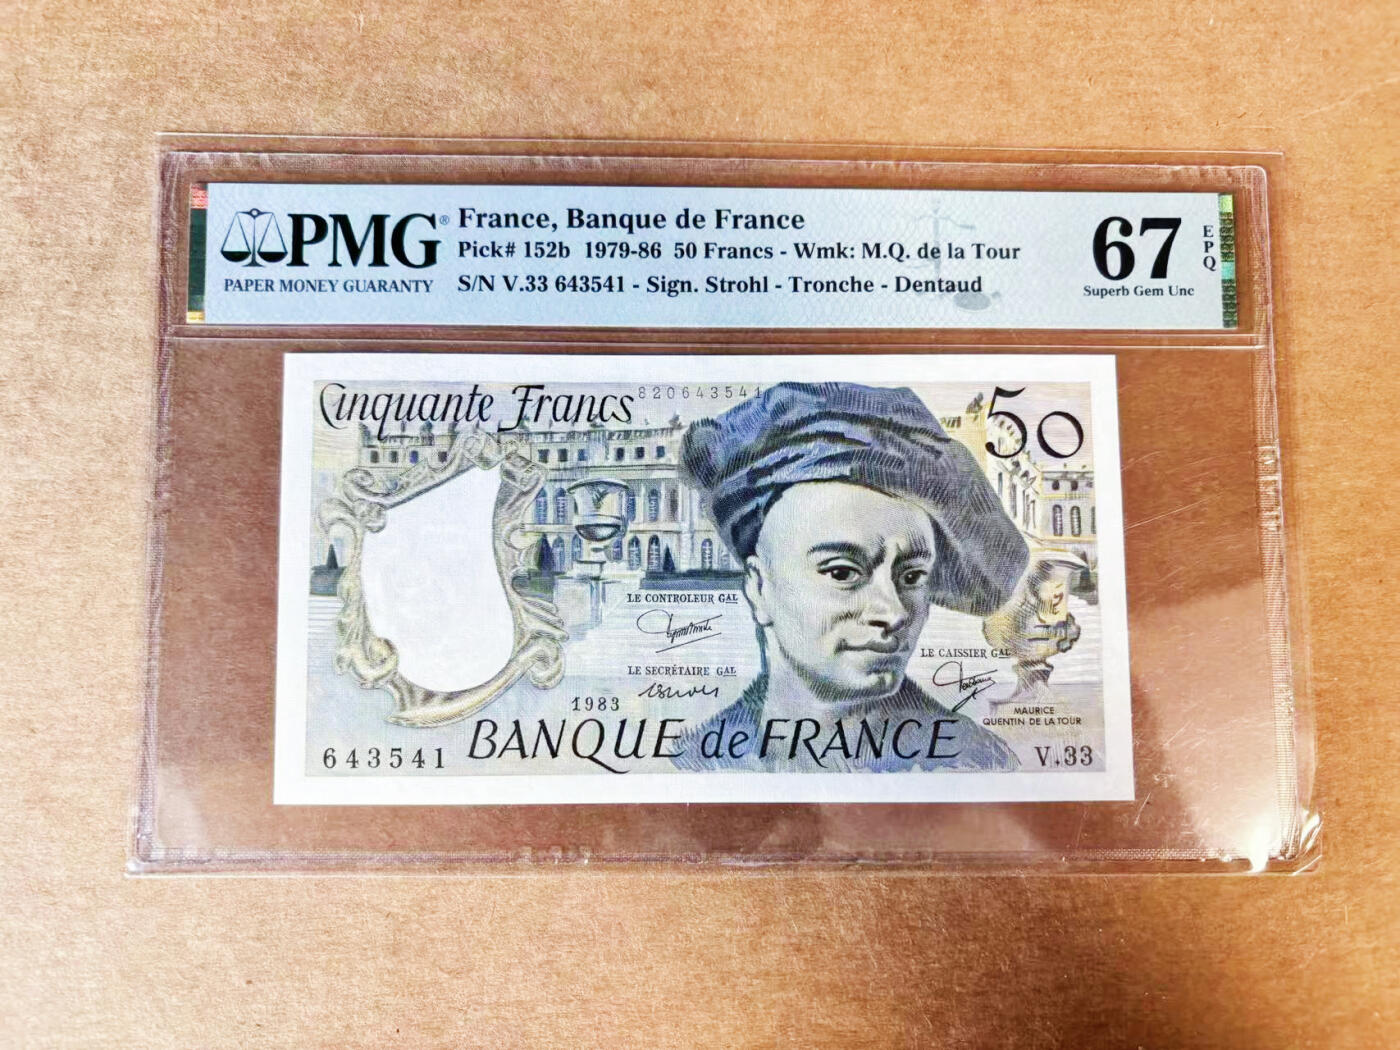 PMG®
PAPER MONEY GUARANTY
France, Banque de France
Pick# 152b 1979-86 50 Francs - Wmk: M.Q. de la Tour
S/N V.33 643541 - Sign. Strohl - Tronche - Dentaud
67
EPQ
Superb Gem Unc
Cinquante Francs
820643541
50
LE CONTROLEUR GAL
LE SECRÉTAIRE GAL
LE CAISSIER GAL
1983
MAURICE
QUENTIN DE LA TOUR
643541
BANQUE de FRANCE
V.33